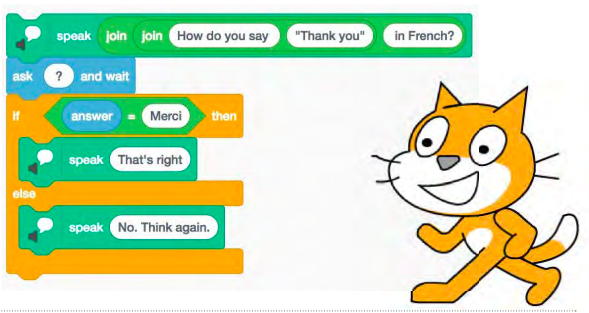 speak join join How do you say "Thank you" in French?
ask ? and wait
if answer = Merci then
speak That's right
else
speak No. Think again.